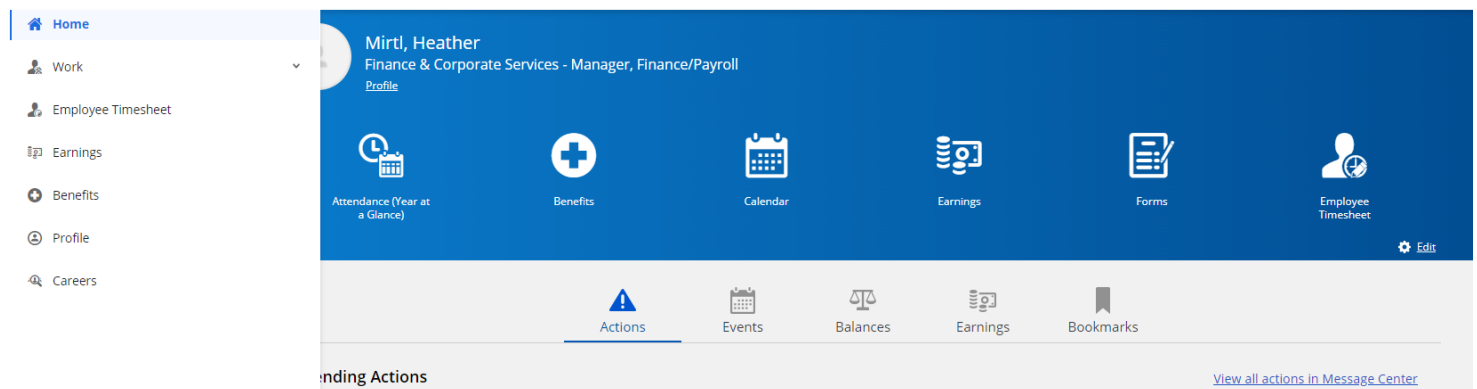 Home
Work
Employee Timesheet
Earnings
Benefits
Profile
Careers
Mirtl, Heather
Finance & Corporate Services - Manager, Finance/Payroll
Profile
Attendance (Year at
a Glance)
Benefits
Calendar
Earnings
Forms
Employee
Timesheet
Edit
Actions
Events
Balances
Earnings
Bookmarks
ending Actions
View all actions in Message Center